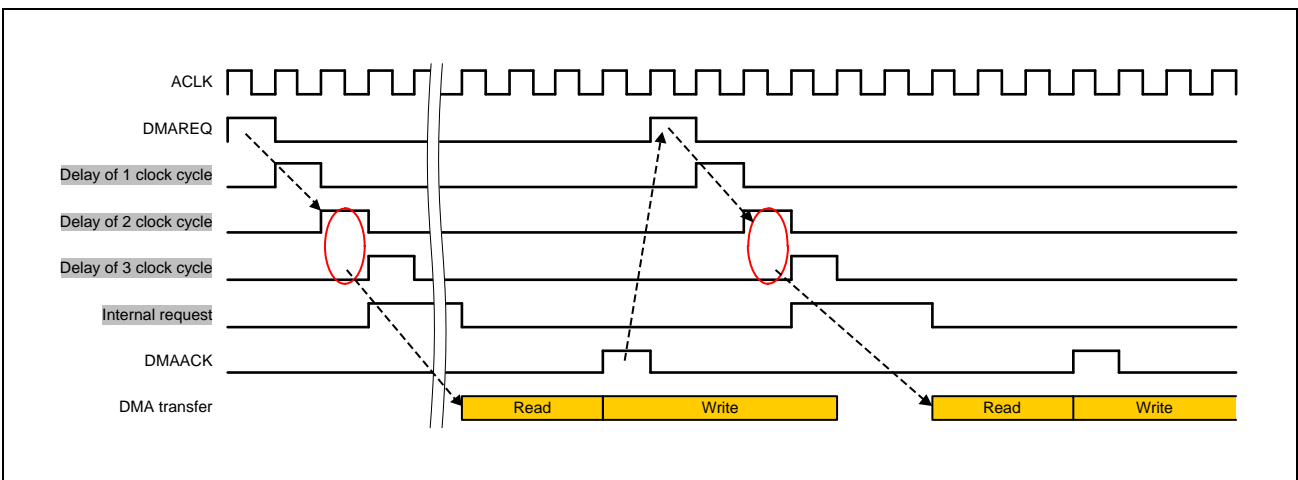 ACLK
DMAREQ
Delay of 1 clock cycle
Delay of 2 clock cycle
Delay of 3 clock cycle
Internal request
DMAACK
DMA transfer Read Write Read Write